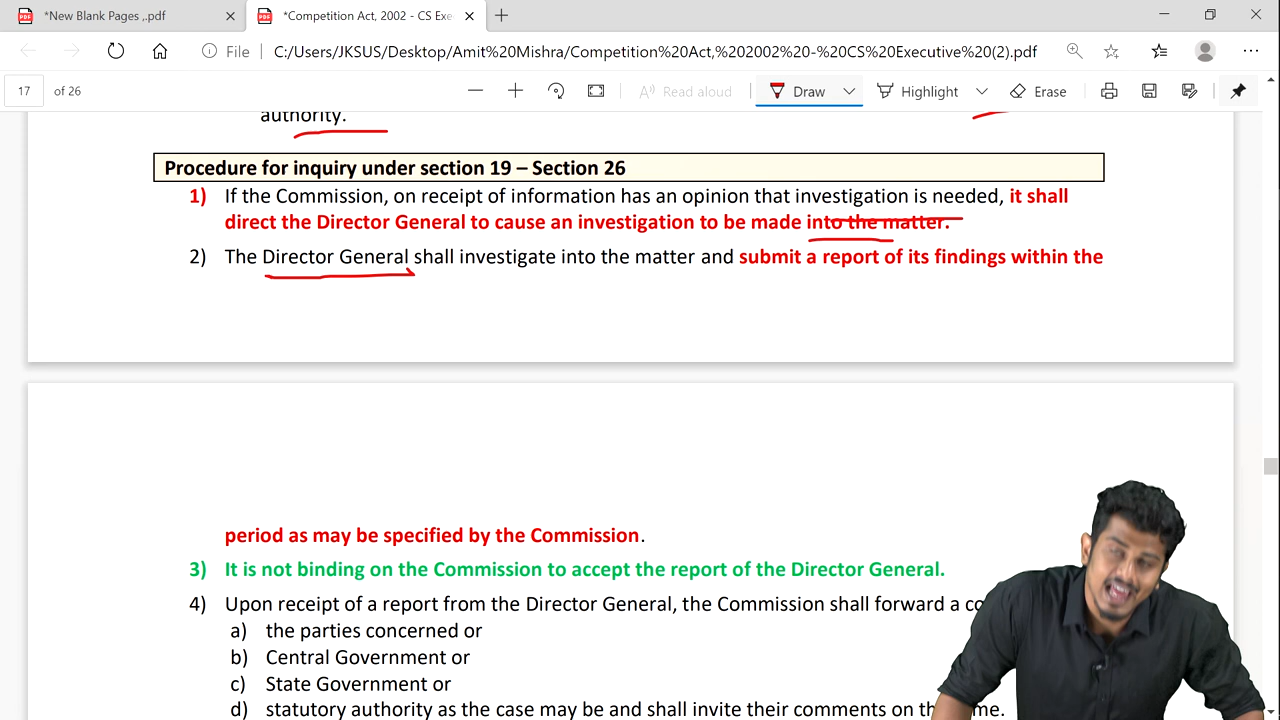 *New Blank Pages ,.pdf
*Competition Act, 2002 - CS Exe
File
C:/Users/JKSUS/Desktop/Amit%20Mishra/Competition%20Act,%202002%20-%20CS%20Executive%20(2).pdf
17 of 26
Read aloud
Draw
Highlight
Erase
authority.
Procedure for inquiry under section 19 – Section 26
1) If the Commission, on receipt of information has an opinion that investigation is needed, it shall
direct the Director General to cause an investigation to be made into the matter.
2) The Director General shall investigate into the matter and submit a report of its findings within the
period as may be specified by the Commission.
3) It is not binding on the Commission to accept the report of the Director General.
4) Upon receipt of a report from the Director General, the Commission shall forward a
a) the parties concerned or
b) Central Government or
c) State Government or
d) statutory authority as the case may be and shall invite their comments on